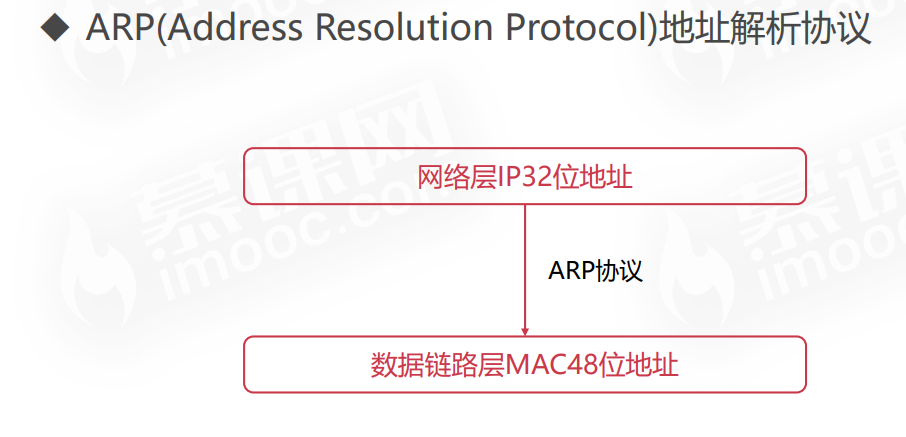 ◆ ARP(Address Resolution Protocol)地址解析协议
慕课网
imooc.com
慕课
imooc
网络层IP32位地址
ARP协议
数据链路层MAC48位地址